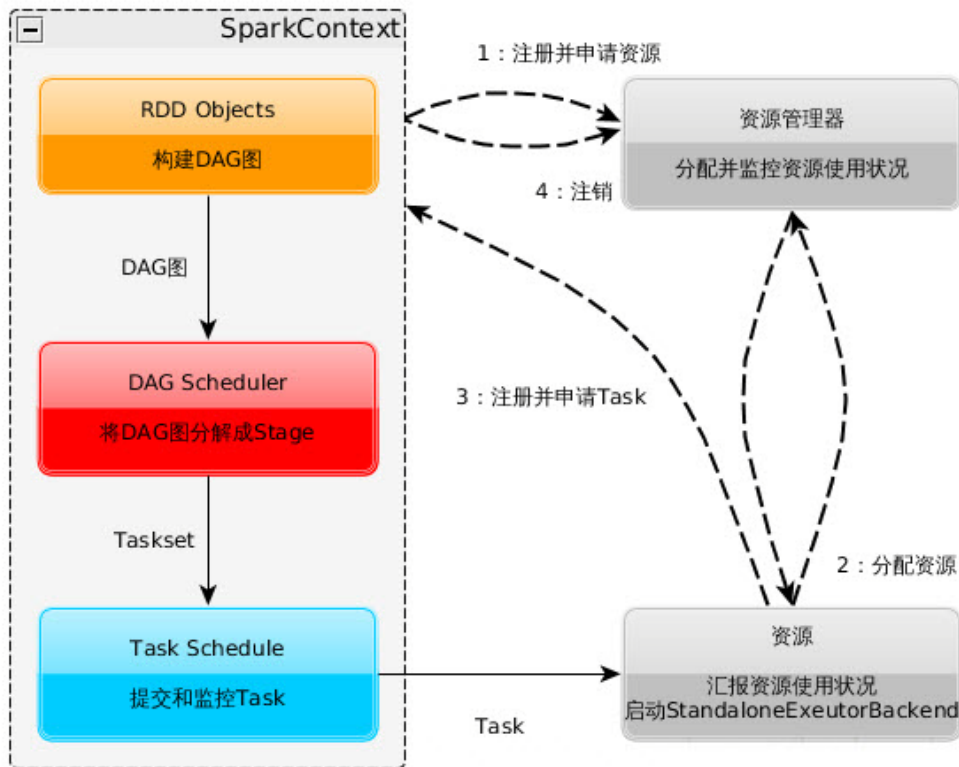 SparkContext
1：注册并申请资源
RDD Objects
构建DAG图
资源管理器
分配并监控资源使用状况
4：注销
DAG图
DAG Scheduler
将DAG图分解成Stage
3：注册并申请Task
Taskset
2：分配资源
Task Schedule
提交和监控Task
资源
汇报资源使用状况
启动StandaloneExeutorBackend
Task